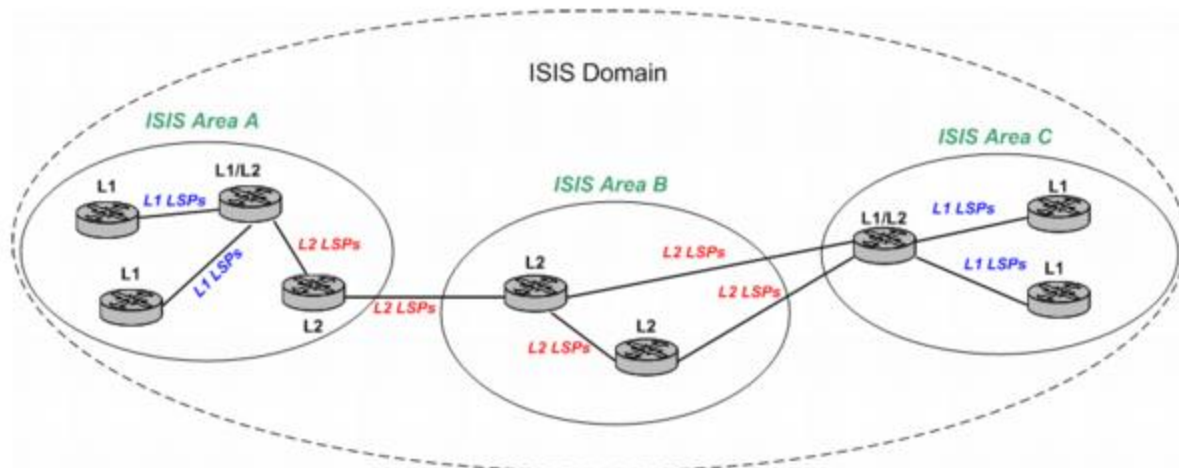 ISIS Domain
ISIS Area A
L1
L1 LSPs
L1/L2
L1
L1 LSPs
L2 LSPs
L2
L2 LSPs
ISIS Area B
L2
L2 LSPs
L2
L2 LSPs
L2 LSPs
ISIS Area C
L1/L2
L1 LSPs
L1
L1 LSPs
L1